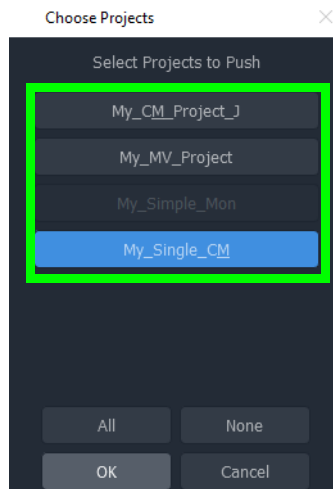 Choose Projects
Select Projects to Push
My_CM_Project_J
My_MV_Project
My_Simple_Mon
My_Single_CM
All
None
OK
Cancel